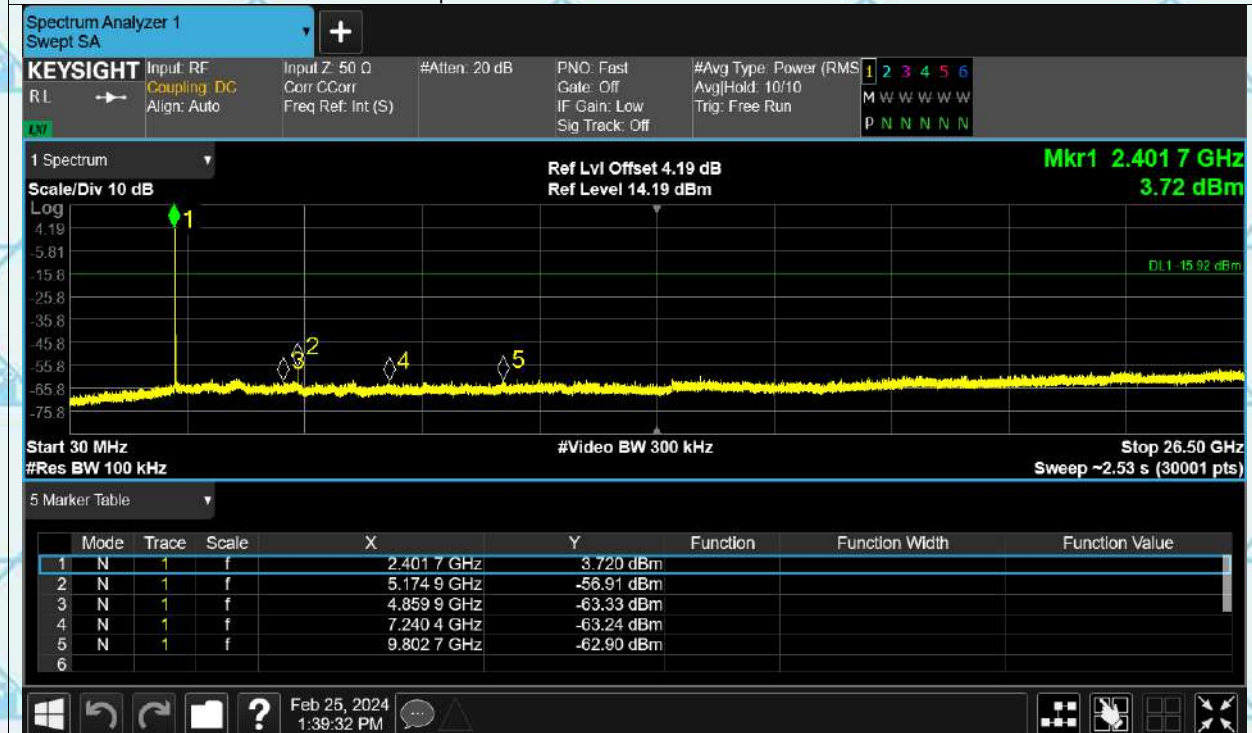 Spectrum Analyzer 1
Swept SA
+
KEYSIGHT
RL
LXI
Input: RF
Coupling: DC
Align: Auto
Input Z: 50 Ω
Corr CCorr
Freq Ref: Int (S)
#Atten: 20 dB
PNO: Fast
Gate: Off
IF Gain: Low
Sig Track: Off
#Avg Type: Power (RMS
Avg|Hold: 10/10
Trig: Free Run
1 2 3 4 5 6
M W W W W W
P N N N N N
1 Spectrum
Scale/Div 10 dB
Ref Lvl Offset 4.19 dB
Ref Level 14.19 dBm
Mkr1 2.401 7 GHz
3.72 dBm
Log
4.19
-5.81
-15.8
-25.8
-35.8
-45.8
-55.8
-65.8
-75.8
1
2
3
4
5
DL1 -15.92 dBm
Start 30 MHz
#Video BW 300 kHz
Stop 26.50 GHz
#Res BW 100 kHz
Sweep ~2.53 s (30001 pts)
5 Marker Table
Mode Trace Scale X Y Function Function Width Function Value
1 N 1 f 2.401 7 GHz 3.720 dBm
2 N 1 f 5.174 9 GHz -56.91 dBm
3 N 1 f 4.859 9 GHz -63.33 dBm
4 N 1 f 7.240 4 GHz -63.24 dBm
5 N 1 f 9.802 7 GHz -62.90 dBm
6
?
Feb 25, 2024
1:39:32 PM